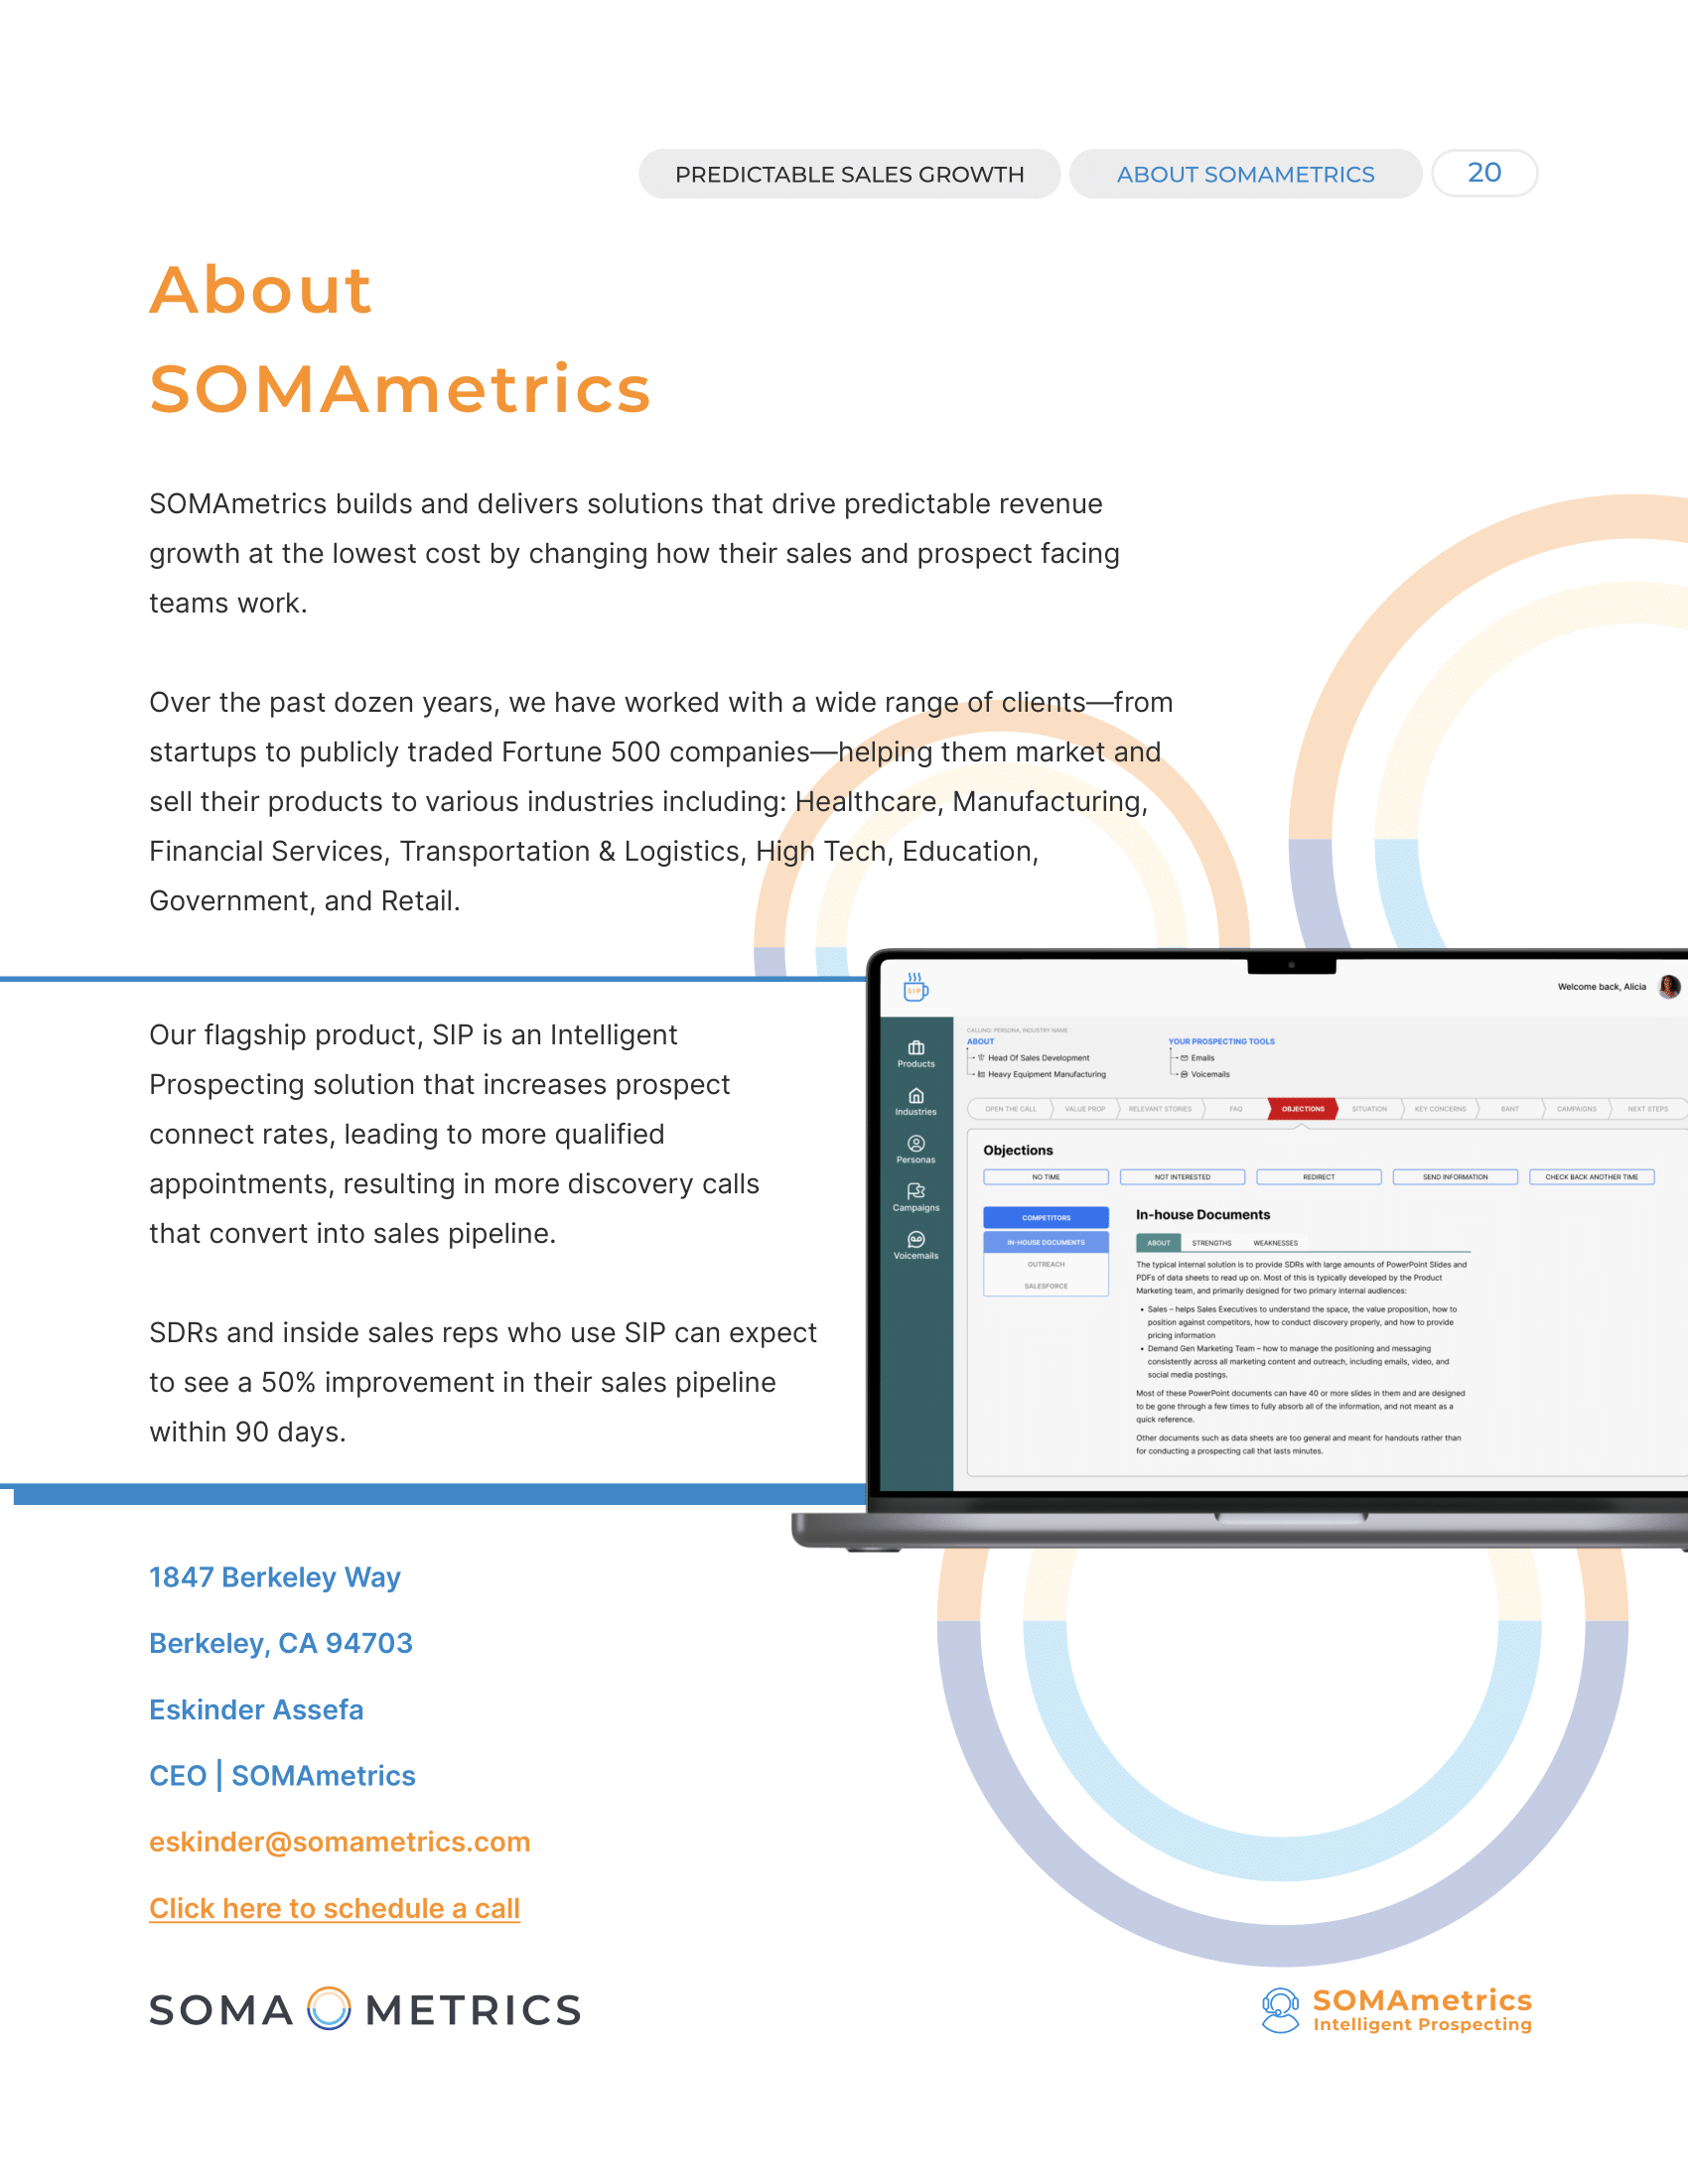 PREDICTABLE SALES GROWTH
ABOUT SOMAMETRICS
20
About
SOMAmetrics
SOMAmetrics builds and delivers solutions that drive predictable revenue
growth at the lowest cost by changing how their sales and prospect facing
teams work.
Over the past dozen years, we have worked with a wide range of clients—from
startups to publicly traded Fortune 500 companies—helping them market and
sell their products to various industries including: Healthcare, Manufacturing,
Financial Services, Transportation & Logistics, High Tech, Education,
Government, and Retail.
Our flagship product, SIP is an Intelligent
Prospecting solution that increases prospect
connect rates, leading to more qualified
appointments, resulting in more discovery calls
that convert into sales pipeline.
SDRs and inside sales reps who use SIP can expect
to see a 50% improvement in their sales pipeline
within 90 days.
SIP
Welcome back, Alicia
Products
Industries
Personas
Campaigns
Voicemails
CALLING: PERSONA, INDUSTRY NAME
ABOUT
Head Of Sales Development
Heavy Equipment Manufacturing
YOUR PROSPECTING TOOLS
Emails
Voicemails
OPEN THE CALL
VALUE PROP
RELEVANT STORIES
FAQ
OBJECTIONS
SITUATION
KEY CONCERNS
BANT
CAMPAIGNS
NEXT STEPS
Objections
NO TIME
NOT INTERESTED
REDIRECT
SEND INFORMATION
CHECK BACK ANOTHER TIME
COMPETITORS
IN-HOUSE DOCUMENTS
OUTREACH
SALESFORCE
In-house Documents
ABOUT
STRENGTHS
WEAKNESSES
The typical internal solution is to provide SDRs with large amounts of PowerPoint Slides and
PDFs of data sheets to read up on. Most of this is typically developed by the Product
Marketing team, and primarily designed for two primary internal audiences:
• Sales – helps Sales Executives to understand the space, the value proposition, how to
position against competitors, how to conduct discovery properly, and how to provide
pricing information
• Demand Gen Marketing Team – how to manage the positioning and messaging
consistently across all marketing content and outreach, including emails, video, and
social media postings.
Most of these PowerPoint documents can have 40 or more slides in them and are designed
to be gone through a few times to fully absorb all of the information, and not meant as a
quick reference.
Other documents such as data sheets are too general and meant for handouts rather than
for conducting a prospecting call that lasts minutes.
1847 Berkeley Way
Berkeley, CA 94703
Eskinder Assefa
CEO | SOMAmetrics
eskinder@somametrics.com
Click here to schedule a call
SOMA METRICS
SOMAmetrics
Intelligent Prospecting